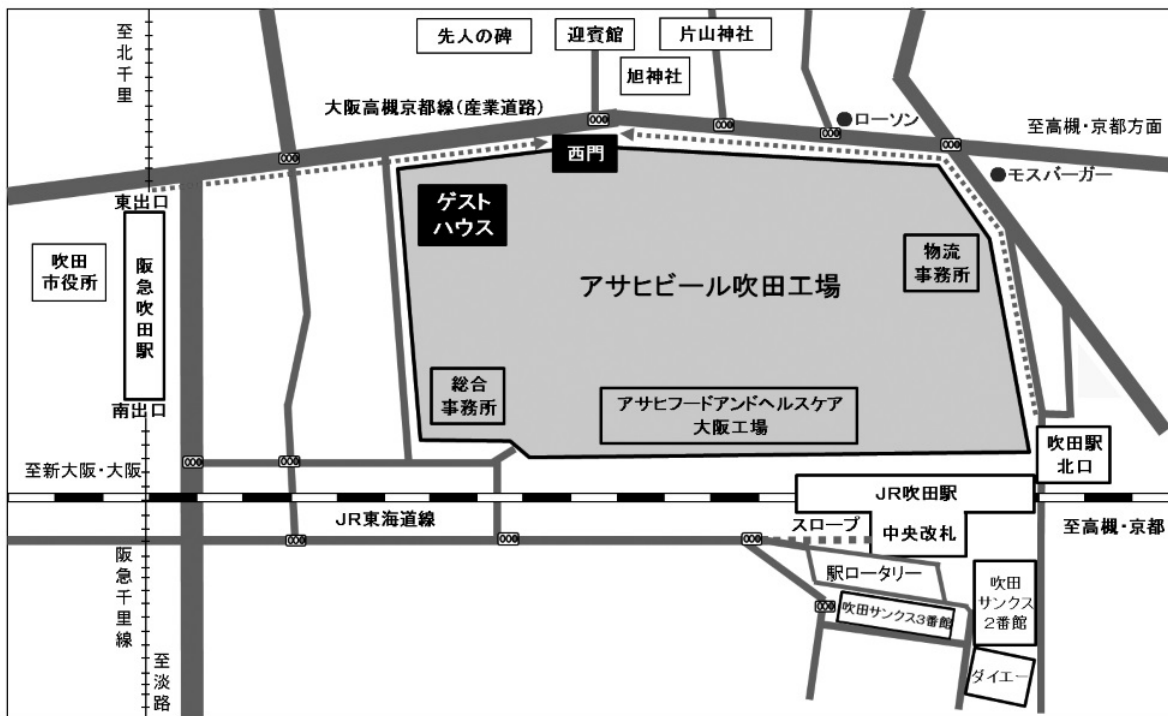 至北千里
先人の碑
迎賓館
片山神社
旭神社
大阪高槻京都線(産業道路)
●ローソン
至高槻・京都方面
西門
●モスバーガー
東出口
ゲスト
ハウス
吹田
市役所
阪急吹田駅
物流
事務所
アサヒビール吹田工場
総合
事務所
アサヒフードアンドヘルスケア
大阪工場
南出口
吹田駅
北口
至新大阪・大阪
JR吹田駅
JR東海道線
スロープ
中央改札
至高槻・京都
阪急千里線
駅ロータリー
吹田
サンクス
2番館
吹田サンクス3番館
至淡路
ダイエー